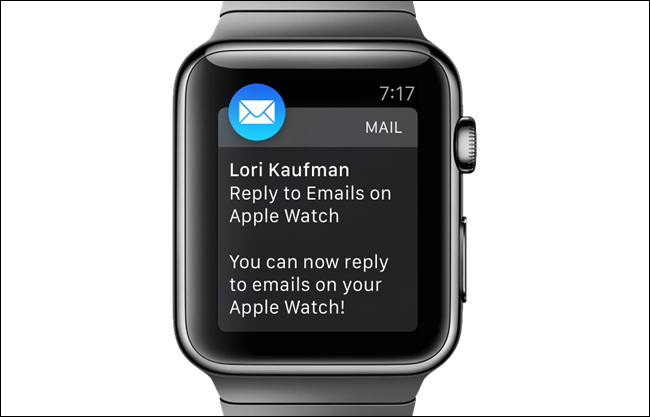 7:17
MAIL
Lori Kaufman
Reply to Emails on
Apple Watch
You can now reply
to emails on your
Apple Watch!